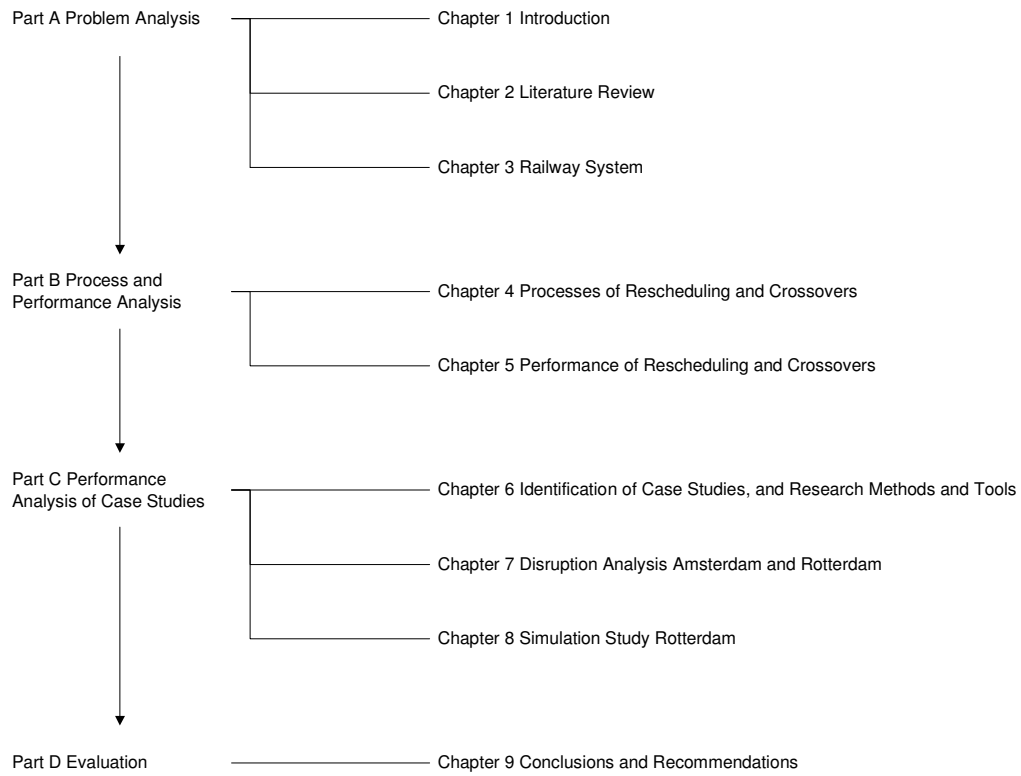 Part A Problem Analysis
Chapter 1 Introduction
Chapter 2 Literature Review
Chapter 3 Railway System
Part B Process and
Performance Analysis
Chapter 4 Processes of Rescheduling and Crossovers
Chapter 5 Performance of Rescheduling and Crossovers
Part C Performance
Analysis of Case Studies
Chapter 6 Identification of Case Studies, and Research Methods and Tools
Chapter 7 Disruption Analysis Amsterdam and Rotterdam
Chapter 8 Simulation Study Rotterdam
Part D Evaluation
Chapter 9 Conclusions and Recommendations